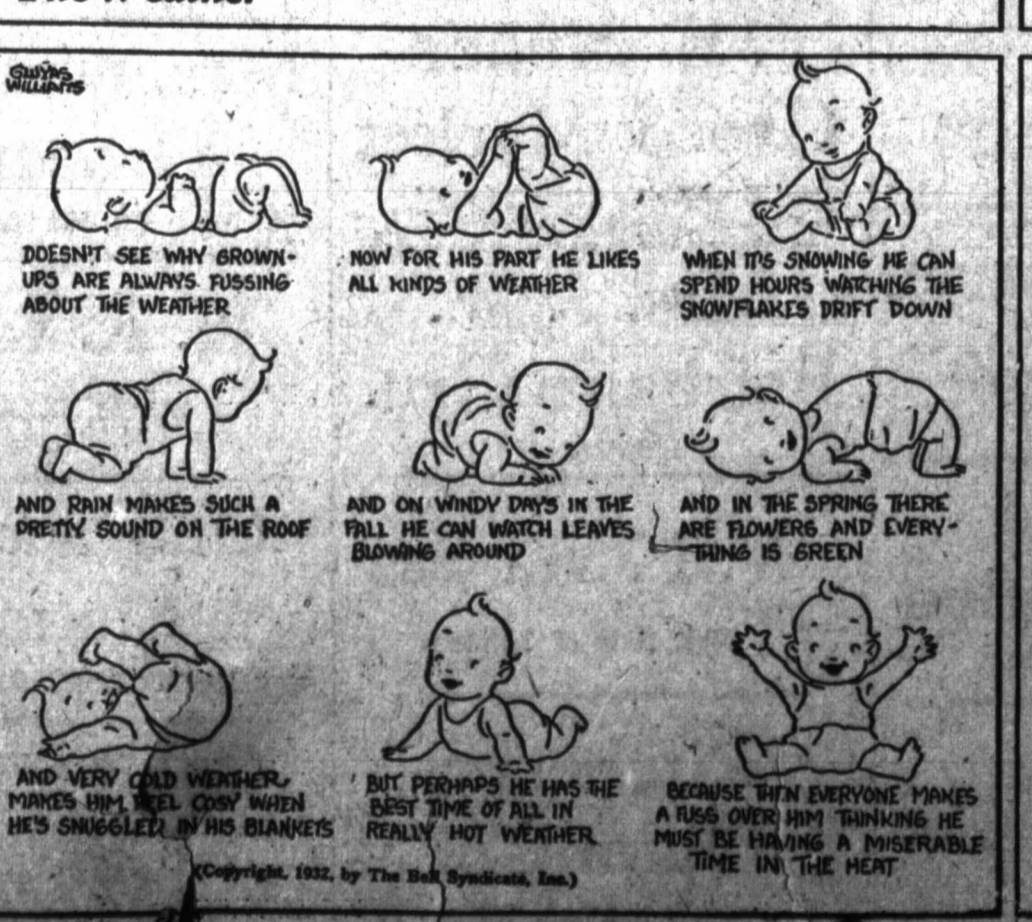 GLUYAS
WILLIAMS
DOESN'T SEE WHY GROWN-
UPS ARE ALWAYS FUSSING
ABOUT THE WEATHER
NOW FOR HIS PART HE LIKES
ALL KINDS OF WEATHER
WHEN IT'S SNOWING HE CAN
SPEND HOURS WATCHING THE
SNOWFLAKES DRIFT DOWN
AND RAIN MAKES SUCH A
PRETTY SOUND ON THE ROOF
AND ON WINDY DAYS IN THE
FALL HE CAN WATCH LEAVES
BLOWING AROUND
AND IN THE SPRING THERE
ARE FLOWERS AND EVERY-
THING IS GREEN
AND VERY COLD WEATHER
MAKES HIM FEEL COSY WHEN
HE'S SNUGGLED IN HIS BLANKETS
BUT PERHAPS HE HAS THE
BEST TIME OF ALL IN
REALLY HOT WEATHER
BECAUSE THEN EVERYONE MAKES
A FUSS OVER HIM THINKING HE
MUST BE HAVING A MISERABLE
TIME IN THE HEAT
(Copyright, 1932, by The Bell Syndicate, Inc.)